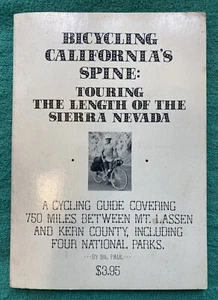 BICYCLING
CALIFORNIA'S
SPINE:
TOURING
THE LENGTH OF THE
SIERRA NEVADA
A CYCLING GUIDE COVERING
750 MILES BETWEEN MT. LASSEN
AND KERN COUNTY, INCLUDING
FOUR NATIONAL PARKS.
---BY BIL PAUL---
$3.95